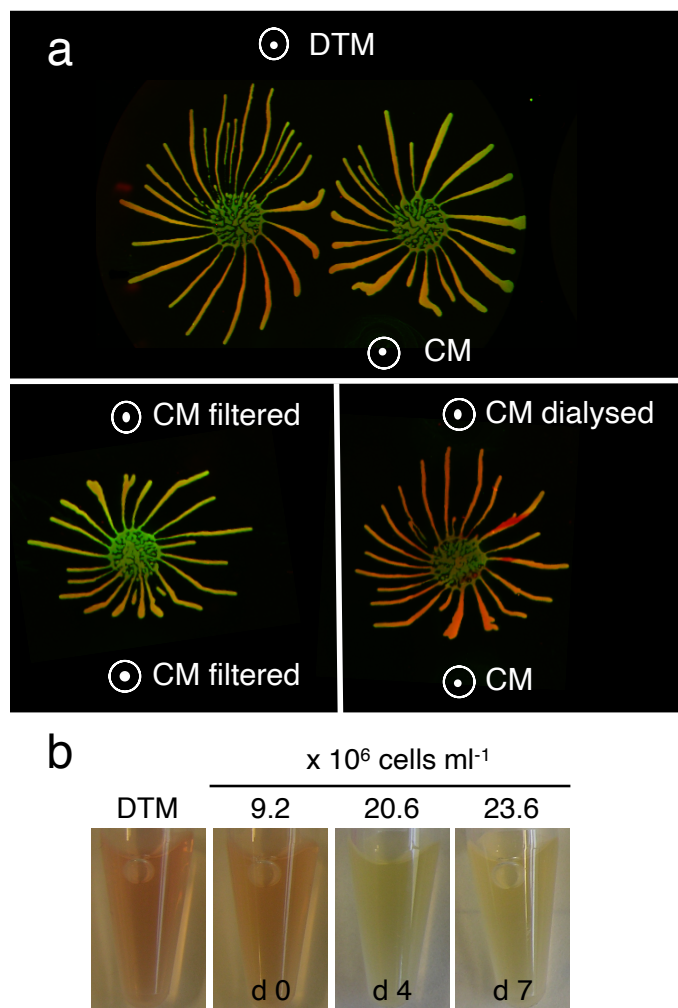 a
DTM
CM
CM filtered
CM dialysed
CM filtered
CM
b
x 10⁶ cells ml⁻¹
DTM 9.2 20.6 23.6
d 0 d 4 d 7